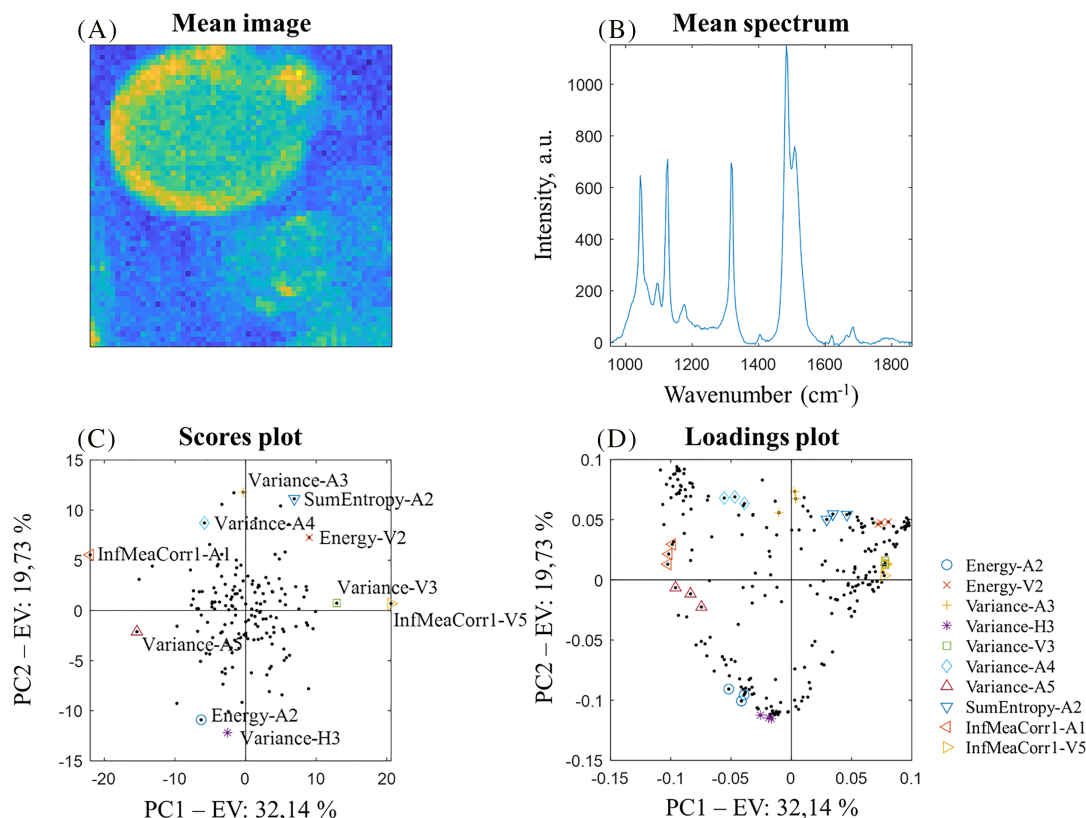 (A) Mean image
(B) Mean spectrum
Intensity, a.u.
1000
800
600
400
200
0
1000 1200 1400 1600 1800
Wavenumber (cm-1)
(C) Scores plot
PC2 – EV: 19,73 %
15
10
5
0
-5
-10
-15
Variance-A3
SumEntropy-A2
Variance-A4
Energy-V2
InfMeaCorr1-A1
Variance-V3
InfMeaCorr1-V5
Variance-A5
Energy-A2
Variance-H3
-20 -10 0 10 20
PC1 – EV: 32,14 %
(D) Loadings plot
PC2 – EV: 19,73 %
0.1
0.05
0
-0.05
-0.1
-0.15
-0.15 -0.1 -0.05 0 0.05 0.1
PC1 – EV: 32,14 %
Energy-A2
Energy-V2
Variance-A3
Variance-H3
Variance-V3
Variance-A4
Variance-A5
SumEntropy-A2
InfMeaCorr1-A1
InfMeaCorr1-V5